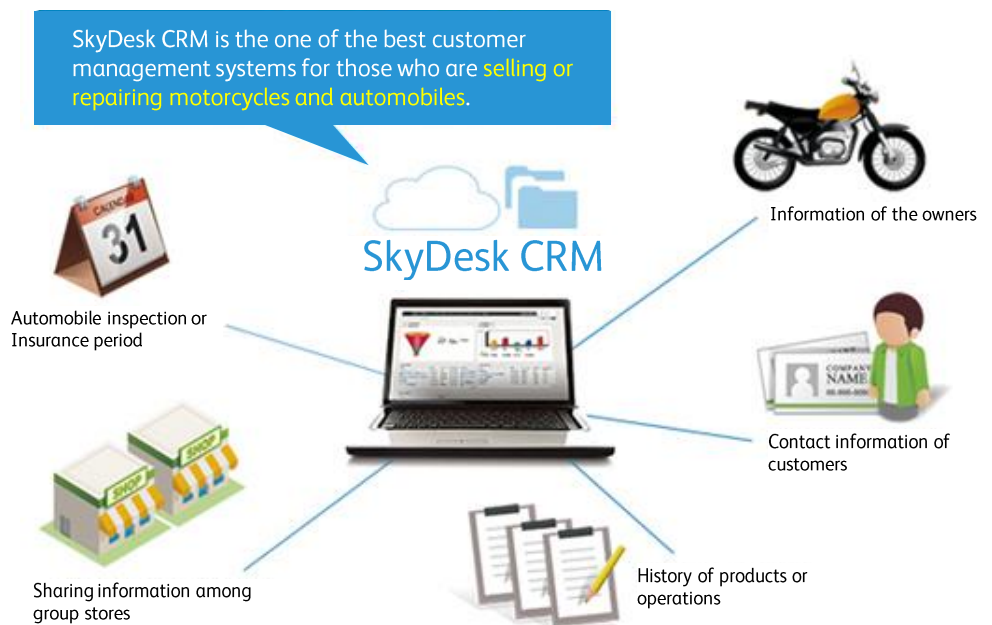 SkyDesk CRM is the one of the best customer
management systems for those who are selling or
repairing motorcycles and automobiles.
SkyDesk CRM
CALENDAR
31
Automobile inspection or
Insurance period
Information of the owners
COMPANY
NAME
Contact information of
customers
SHOP
SHOP
Sharing information among
group stores
History of products or
operations